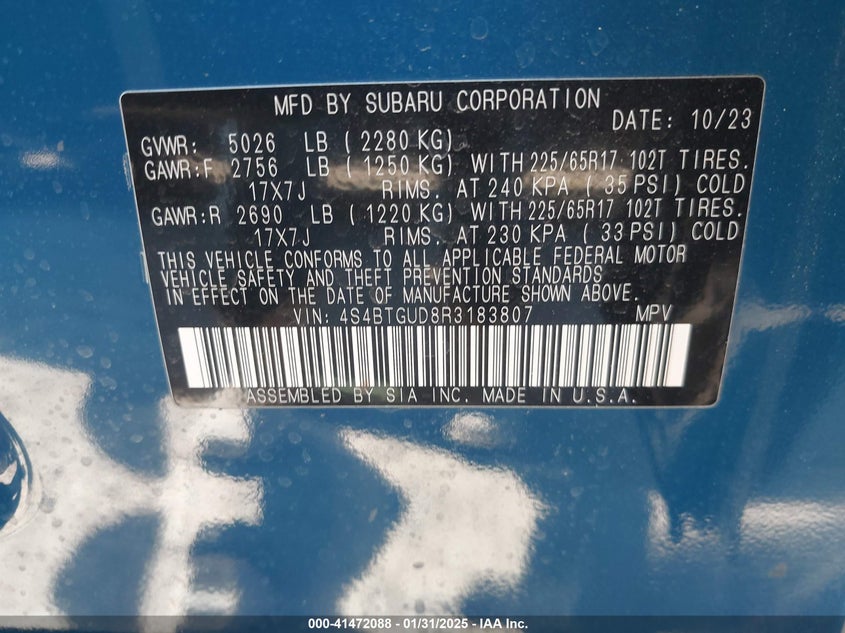 MFD BY SUBARU CORPORATION
DATE: 10/23
GVWR: 5026 LB ( 2280 KG)
GAWR:F 2756 LB ( 1250 KG) WITH 225/65R17 102T TIRES.
17X7J RIMS. AT 240 KPA ( 35 PSI) COLD
GAWR:R 2690 LB ( 1220 KG) WITH 225/65R17 102T TIRES.
17X7J RIMS. AT 230 KPA ( 33 PSI) COLD
THIS VEHICLE CONFORMS TO ALL APPLICABLE FEDERAL MOTOR
VEHICLE SAFETY AND THEFT PREVENTION STANDARDS
IN EFFECT ON THE DATE OF MANUFACTURE SHOWN ABOVE.
VIN: 4S4BTGUD8R3183807 MPV
ASSEMBLED BY SIA INC. MADE IN U.S.A.
000-41472088 - 01/31/2025 - IAA Inc.